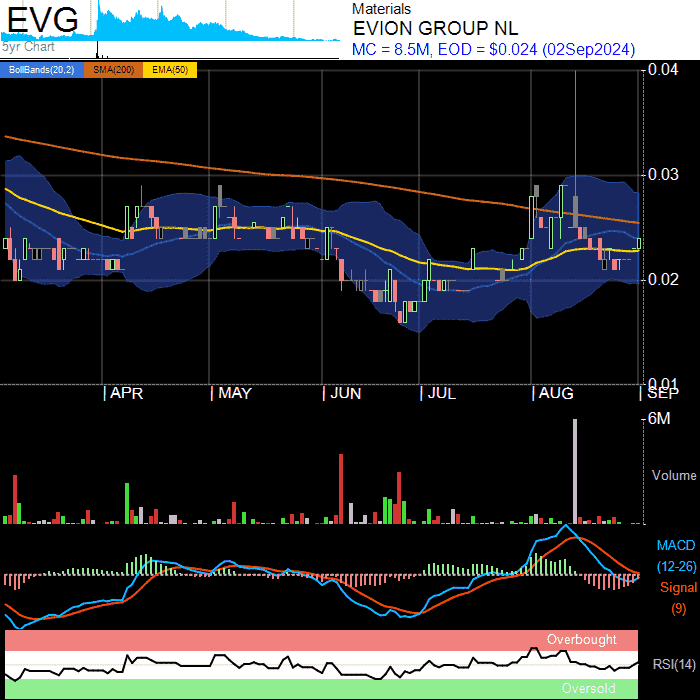 EVG
5yr Chart
Materials
EVION GROUP NL
MC = 8.5M, EOD = $0.024 (02Sep2024)
BollBands(20,2) SMA(200) EMA(50)
0.04
0.03
0.02
0.01
| APR | MAY | JUN | JUL | AUG | SEP
6M
Volume
MACD
(12-26)
Signal
(9)
Overbought
RSI(14)
Oversold